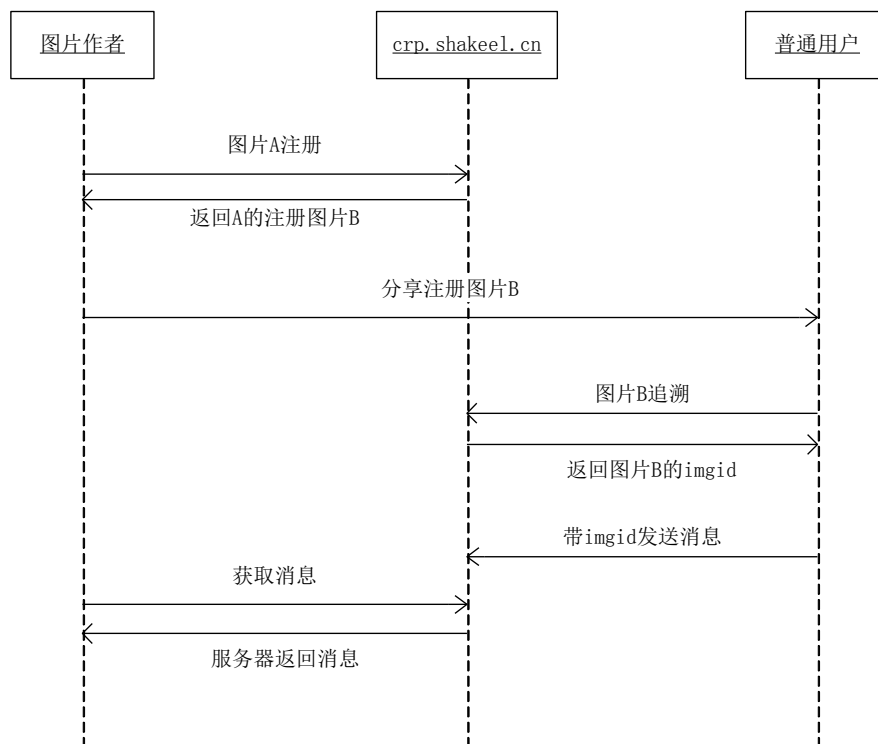 图片作者
crp.shakeel.cn
普通用户
图片A注册
返回A的注册图片B
分享注册图片B
图片B追溯
返回图片B的imgid
带imgid发送消息
获取消息
服务器返回消息